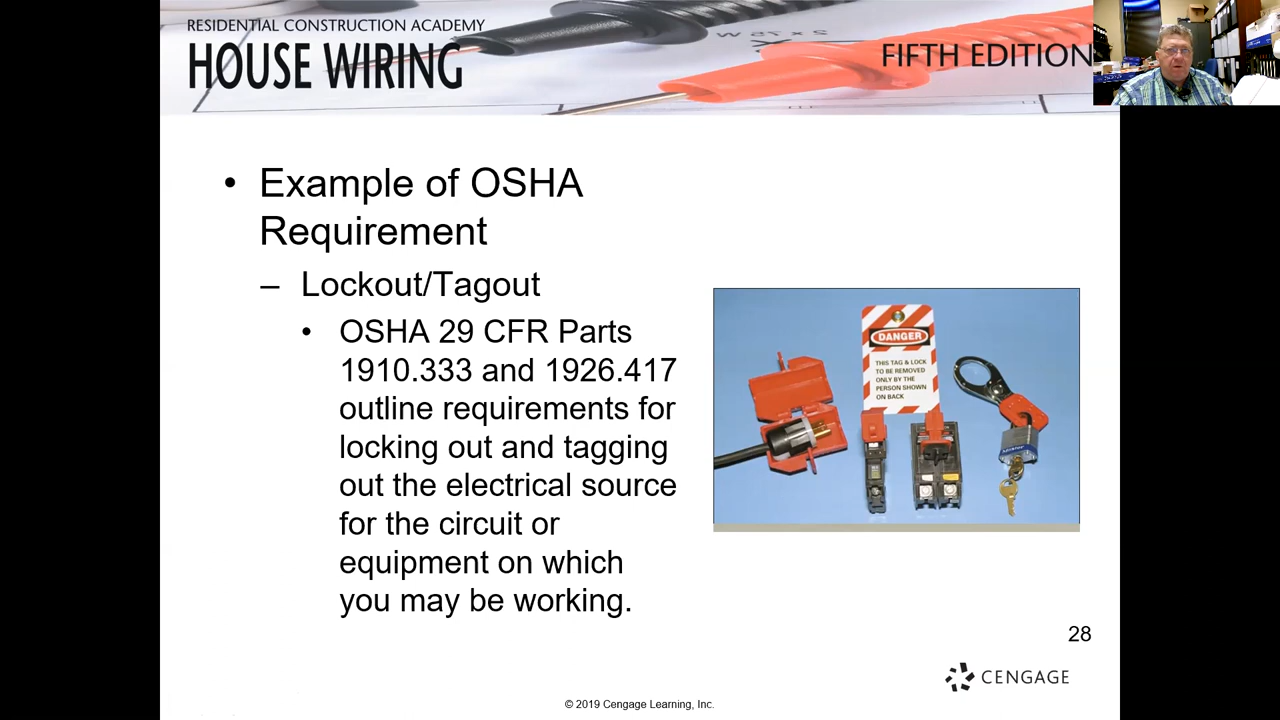 RESIDENTIAL CONSTRUCTION ACADEMY
HOUSE WIRING
FIFTH EDITION
• Example of OSHA
Requirement
– Lockout/Tagout
• OSHA 29 CFR Parts
1910.333 and 1926.417
outline requirements for
locking out and tagging
out the electrical source
for the circuit or
equipment on which
you may be working.
DANGER
THIS TAG & LOCK
TO BE REMOVED
ONLY BY THE
PERSON SHOWN
ON BACK
28
CENGAGE
© 2019 Cengage Learning, Inc.